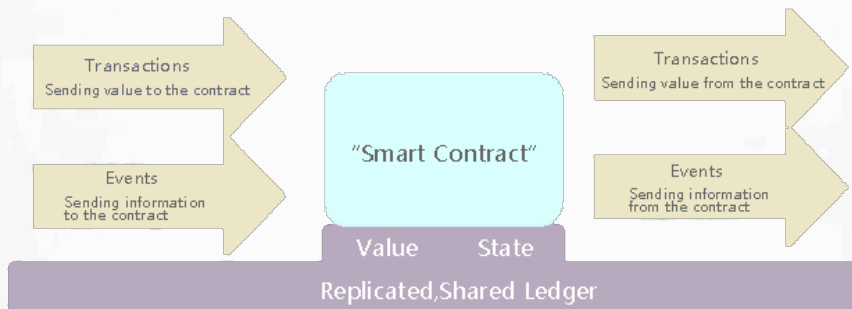 Transactions
Sending value to the contract
Events
Sending information
to the contract
“Smart Contract“
Value State
Replicated,Shared Ledger
Transactions
Sending value from the contract
Events
Sending information
from the contract